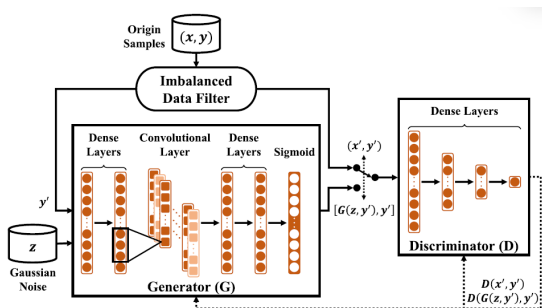 Origin
Samples
(x, y)
Imbalanced
Data Filter
Dense
Layers
Convolutional
Layer
Dense
Layers
Sigmoid
y'
z
Gaussian
Noise
Generator (G)
(x', y')
[G(z, y'), y']
Dense Layers
Discriminator (D)
D(x', y')
D(G(z, y'), y')